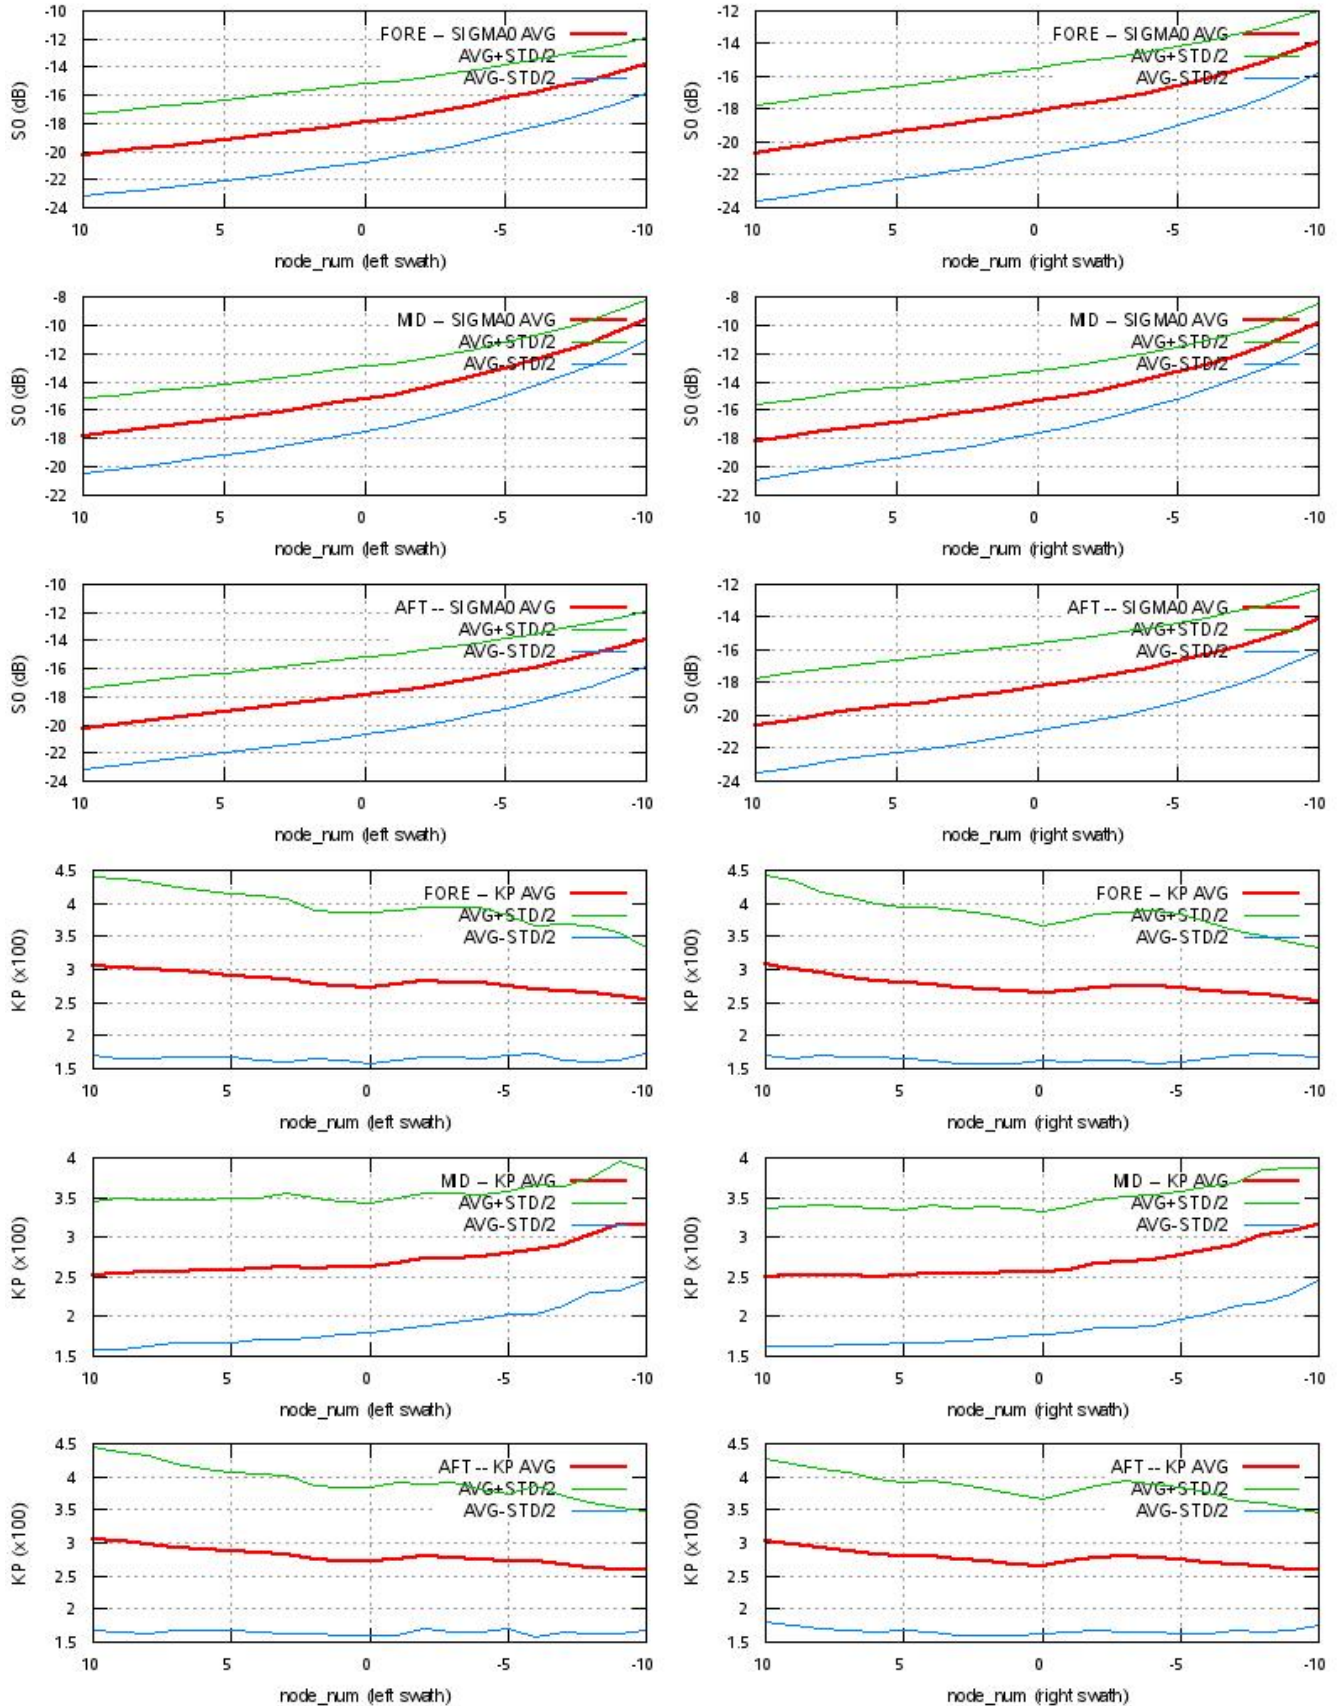 -10
-12
-14
-16
-18
-20
-22
-24
S0 (dB)
FORE -- SIGMA0 AVG
AVG+STD/2
AVG-STD/2
10 5 0 -5 -10
node_num (left swath)
-12
-14
-16
-18
-20
-22
-24
S0 (dB)
FORE -- SIGMA0 AVG
AVG+STD/2
AVG-STD/2
10 5 0 -5 -10
node_num (right swath)
-8
-10
-12
-14
-16
-18
-20
-22
S0 (dB)
MID -- SIGMA0 AVG
AVG+STD/2
AVG-STD/2
10 5 0 -5 -10
node_num (left swath)
-8
-10
-12
-14
-16
-18
-20
-22
S0 (dB)
MID -- SIGMA0 AVG
AVG+STD/2
AVG-STD/2
10 5 0 -5 -10
node_num (right swath)
-10
-12
-14
-16
-18
-20
-22
-24
S0 (dB)
AFT -- SIGMA0 AVG
AVG+STD/2
AVG-STD/2
10 5 0 -5 -10
node_num (left swath)
-12
-14
-16
-18
-20
-22
-24
S0 (dB)
AFT -- SIGMA0 AVG
AVG+STD/2
AVG-STD/2
10 5 0 -5 -10
node_num (right swath)
4.5
4
3.5
3
2.5
2
1.5
KP (x100)
FORE -- KP AVG
AVG+STD/2
AVG-STD/2
10 5 0 -5 -10
node_num (left swath)
4.5
4
3.5
3
2.5
2
1.5
KP (x100)
FORE -- KP AVG
AVG+STD/2
AVG-STD/2
10 5 0 -5 -10
node_num (right swath)
4
3.5
3
2.5
2
1.5
KP (x100)
MID -- KP AVG
AVG+STD/2
AVG-STD/2
10 5 0 -5 -10
node_num (left swath)
4
3.5
3
2.5
2
1.5
KP (x100)
MID -- KP AVG
AVG+STD/2
AVG-STD/2
10 5 0 -5 -10
node_num (right swath)
4.5
4
3.5
3
2.5
2
1.5
KP (x100)
AFT -- KP AVG
AVG+STD/2
AVG-STD/2
10 5 0 -5 -10
node_num (left swath)
4.5
4
3.5
3
2.5
2
1.5
KP (x100)
AFT -- KP AVG
AVG+STD/2
AVG-STD/2
10 5 0 -5 -10
node_num (right swath)